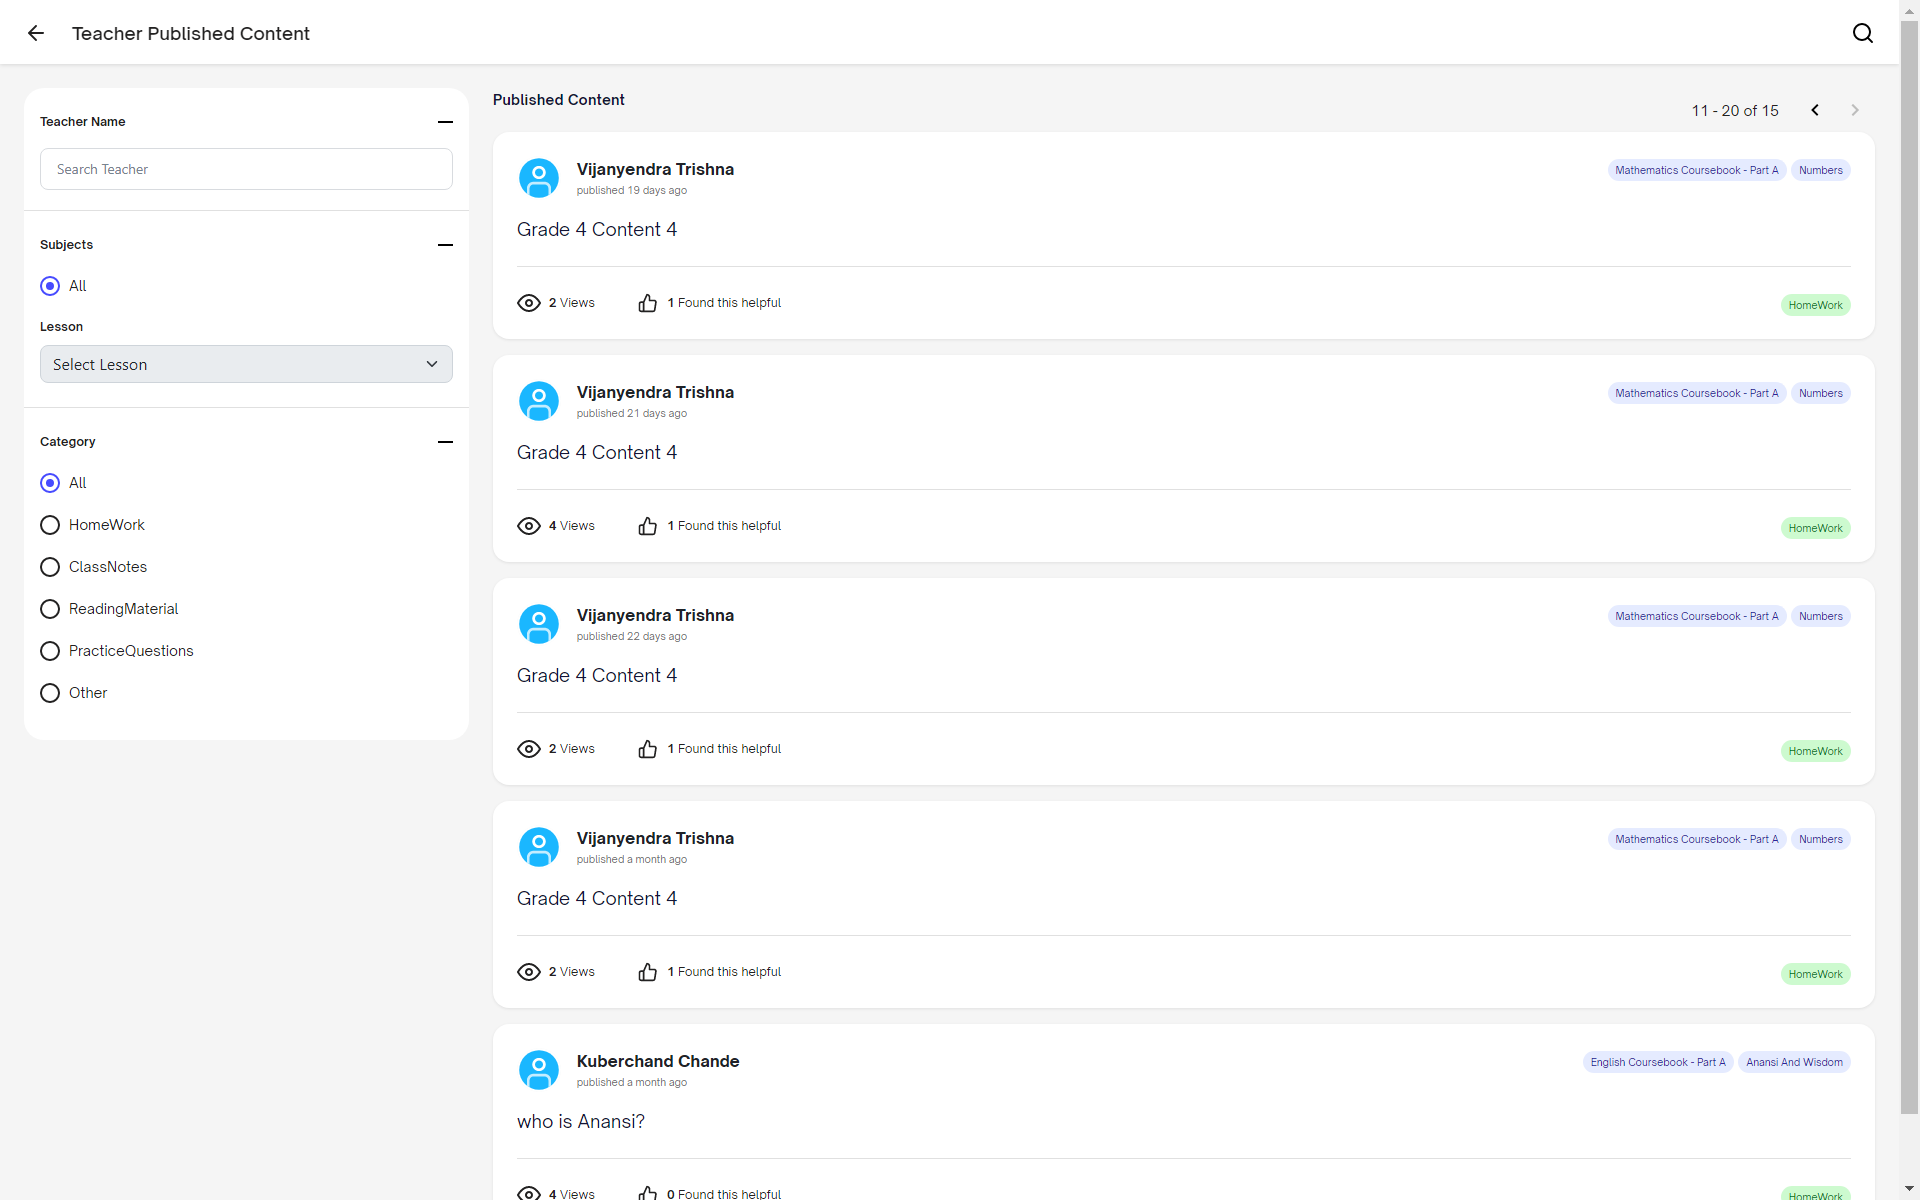 Teacher Published Content
Teacher Name
Search Teacher
Subjects
All
Lesson
Select Lesson
Category
All
HomeWork
ClassNotes
ReadingMaterial
PracticeQuestions
Other
Published Content
11 - 20 of 15
Vijanyendra Trishna
published 19 days ago
Mathematics Coursebook - Part A Numbers
Grade 4 Content 4
2 Views 1 Found this helpful
HomeWork
Vijanyendra Trishna
published 21 days ago
Mathematics Coursebook - Part A Numbers
Grade 4 Content 4
4 Views 1 Found this helpful
HomeWork
Vijanyendra Trishna
published 22 days ago
Mathematics Coursebook - Part A Numbers
Grade 4 Content 4
2 Views 1 Found this helpful
HomeWork
Vijanyendra Trishna
published a month ago
Mathematics Coursebook - Part A Numbers
Grade 4 Content 4
2 Views 1 Found this helpful
HomeWork
Kuberchand Chande
published a month ago
English Coursebook - Part A Anansi And Wisdom
who is Anansi?
4 Views 0 Found this helpful
HomeWork